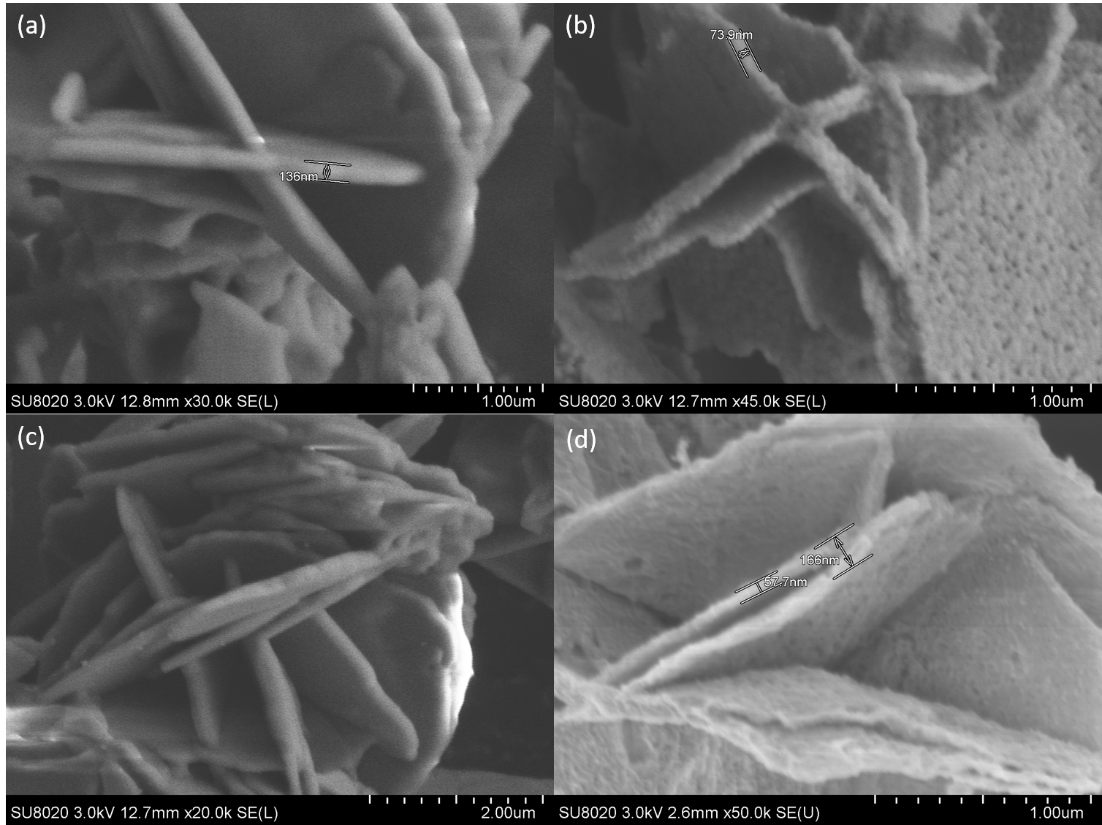 (a)
136nm
SU8020 3.0kV 12.8mm x30.0k SE(L) 1.00um
(b)
73.9nm
SU8020 3.0kV 12.7mm x45.0k SE(L) 1.00um
(c)
SU8020 3.0kV 12.7mm x20.0k SE(L) 2.00um
(d)
166nm
57.7nm
SU8020 3.0kV 2.6mm x50.0k SE(U) 1.00um